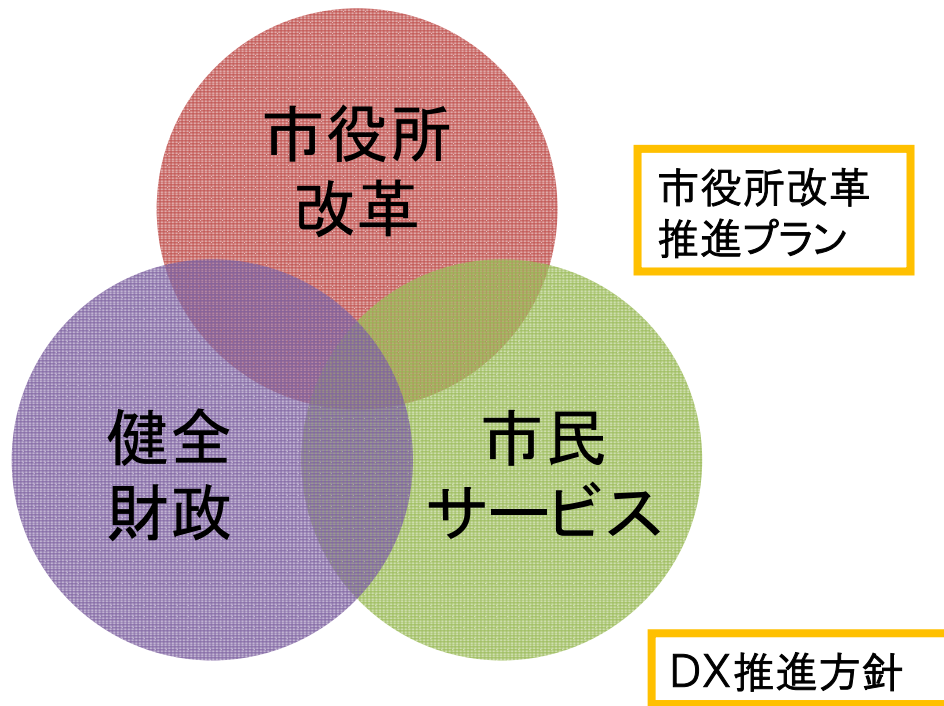 市役所
改革
市役所改革
推進プラン
健全
財政
市民
サービス
DX推進方針